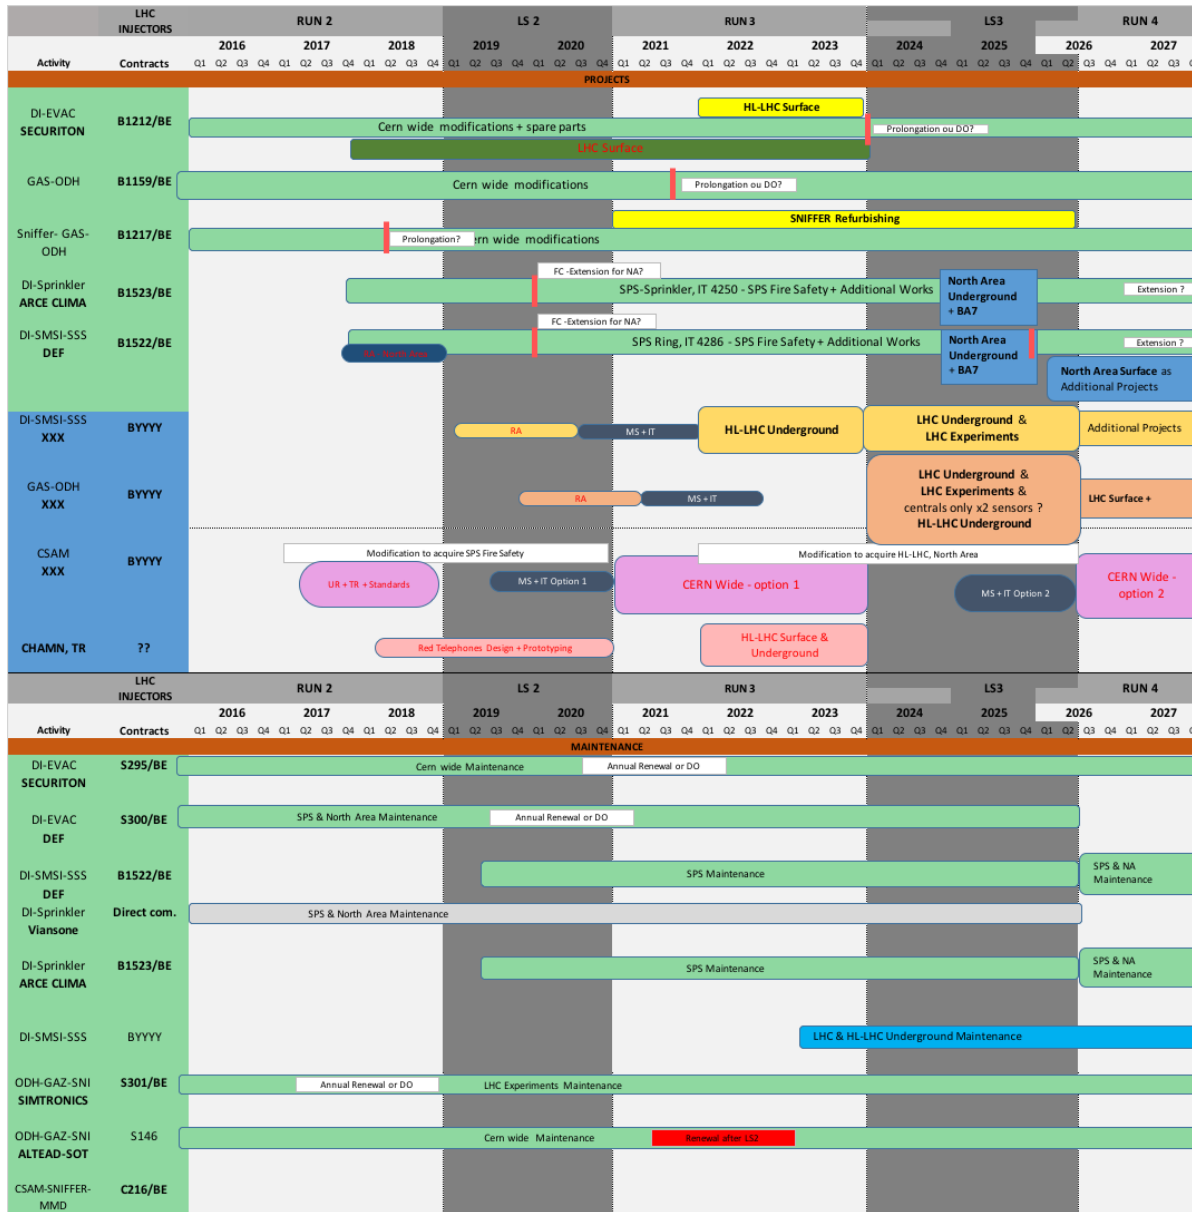 LHC
INJECTORS
RUN 2
LS 2
RUN 3
LS3
RUN 4
2016 2017 2018 2019 2020 2021 2022 2023 2024 2025 2026 2027
Activity Contracts Q1 Q2 Q3 Q4 Q1 Q2 Q3 Q4 Q1 Q2 Q3 Q4 Q1 Q2 Q3 Q4 Q1 Q2 Q3 Q4 Q1 Q2 Q3 Q4 Q1 Q2 Q3 Q4 Q1 Q2 Q3 Q4 Q1 Q2 Q3 Q4 Q1 Q2 Q3 Q4 Q1 Q2 Q3 Q4 Q1 Q2 Q3
PROJECTS
DI-EVAC
SECURITON
B1212/BE
HL-LHC Surface
Cern wide modifications + spare parts
Prolongation ou DO?
LHC Surface
GAS-ODH
B1159/BE
Cern wide modifications
Prolongation ou DO?
Sniffer- GAS-
ODH
B1217/BE
SNIFFER Refurbishing
Prolongation?
ern wide modifications
DI-Sprinkler
ARCE CLIMA
B1523/BE
FC -Extension for NA?
SPS-Sprinkler, IT 4250 - SPS Fire Safety + Additional Works
North Area
Underground
+ BA7
Extension ?
DI-SMSI-SSS
DEF
B1522/BE
FC -Extension for NA?
SPS Ring, IT 4286 - SPS Fire Safety + Additional Works
North Area
Underground
+ BA7
Extension ?
North Area Surface as
Additional Projects
DI-SMSI-SSS
XXX
BYYYY
RA
MS + IT
HL-LHC Underground
LHC Underground &
LHC Experiments
Additional Projects
GAS-ODH
XXX
BYYYY
RA
MS + IT
LHC Underground &
LHC Experiments &
centrals only x2 sensors ?
HL-LHC Underground
LHC Surface +
CSAM
XXX
BYYYY
Modification to acquire SPS Fire Safety
Modification to acquire HL-LHC, North Area
UR + TR + Standards
MS + IT Option 1
CERN Wide - option 1
MS + IT Option 2
CERN Wide -
option 2
CHAMN, TR
??
Red Telephones Design + Prototyping
HL-LHC Surface &
Underground
LHC
INJECTORS
RUN 2
LS 2
RUN 3
LS3
RUN 4
2016 2017 2018 2019 2020 2021 2022 2023 2024 2025 2026 2027
Activity Contracts Q1 Q2 Q3 Q4 Q1 Q2 Q3 Q4 Q1 Q2 Q3 Q4 Q1 Q2 Q3 Q4 Q1 Q2 Q3 Q4 Q1 Q2 Q3 Q4 Q1 Q2 Q3 Q4 Q1 Q2 Q3 Q4 Q1 Q2 Q3 Q4 Q1 Q2 Q3 Q4 Q1 Q2 Q3 Q4 Q1 Q2 Q3
MAINTENANCE
DI-EVAC
SECURITON
S295/BE
Cern wide Maintenance
Annual Renewal or DO
DI-EVAC
DEF
S300/BE
SPS & North Area Maintenance
Annual Renewal or DO
DI-SMSI-SSS
DEF
B1522/BE
SPS Maintenance
SPS & NA
Maintenance
DI-Sprinkler
Viansone
Direct com.
SPS & North Area Maintenance
DI-Sprinkler
ARCE CLIMA
B1523/BE
SPS Maintenance
SPS & NA
Maintenance
DI-SMSI-SSS
BYYYY
LHC & HL-LHC Underground Maintenance
ODH-GAZ-SNI
SIMTRONICS
S301/BE
Annual Renewal or DO
LHC Experiments Maintenance
ODH-GAZ-SNI
ALTEAD-SOT
S146
Cern wide Maintenance
Renewal after LS2
CSAM-SNIFFER-
MMD
C216/BE